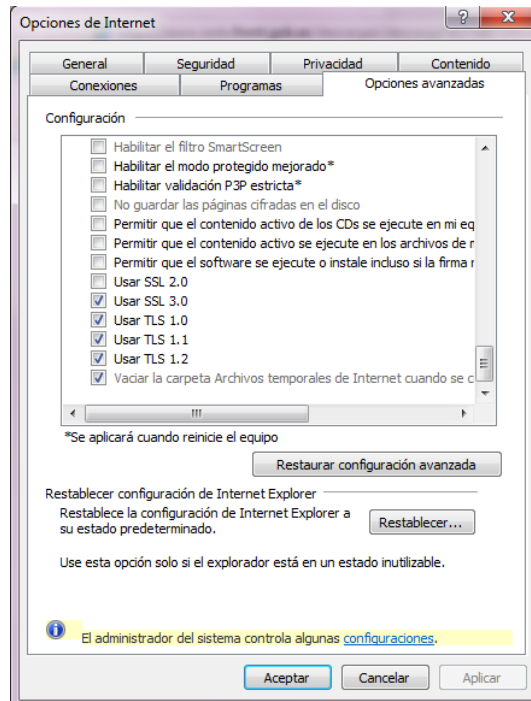 Opciones de Internet
General
Seguridad
Privacidad
Contenido
Conexiones
Programas
Opciones avanzadas
Configuración
Habilitar el filtro SmartScreen
Habilitar el modo protegido mejorado*
Habilitar validación P3P estricta*
No guardar las páginas cifradas en el disco
Permitir que el contenido activo de los CDs se ejecute en mi eq
Permitir que el contenido activo se ejecute en los archivos de r
Permitir que el software se ejecute o instale incluso si la firma r
Usar SSL 2.0
Usar SSL 3.0
Usar TLS 1.0
Usar TLS 1.1
Usar TLS 1.2
Vaciar la carpeta Archivos temporales de Internet cuando se c
*Se aplicará cuando reinicie el equipo
Restaurar configuración avanzada
Restablecer configuración de Internet Explorer
Restablece la configuración de Internet Explorer a
su estado predeterminado.
Restablecer...
Use esta opción solo si el explorador está en un estado inutilizable.
El administrador del sistema controla algunas configuraciones.
Aceptar
Cancelar
Aplicar